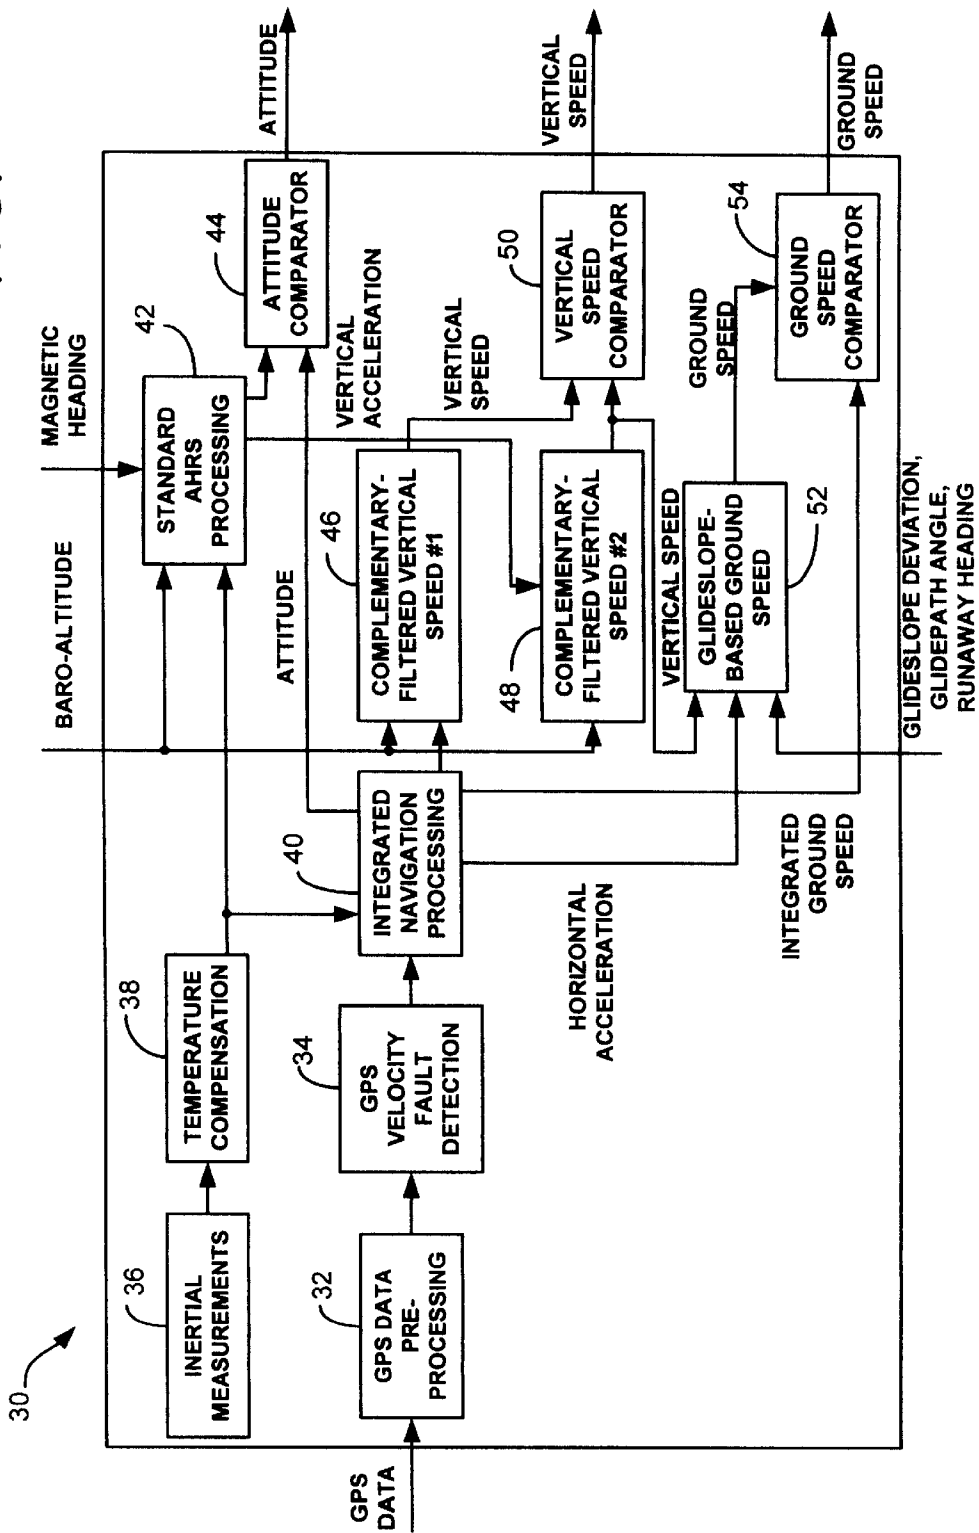 30
MAGNETIC
HEADING
BARO-ALTITUDE
36
INERTIAL
MEASUREMENTS
38
TEMPERATURE
COMPENSATION
42
STANDARD
AHRS
PROCESSING
44
ATTITUDE
COMPARATOR
ATTITUDE
ATTITUDE
VERTICAL
ACCELERATION
GPS
DATA
32
GPS DATA
PRE-
PROCESSING
34
GPS
VELOCITY
FAULT
DETECTION
40
INTEGRATED
NAVIGATION
PROCESSING
46
COMPLEMENTARY-
FILTERED VERTICAL
SPEED #1
VERTICAL
SPEED
48
COMPLEMENTARY-
FILTERED VERTICAL
SPEED #2
50
VERTICAL
SPEED
COMPARATOR
VERTICAL
SPEED
HORIZONTAL
ACCELERATION
VERTICAL SPEED
GLIDESLOPE-
BASED GROUND
SPEED
52
GROUND
SPEED
54
GROUND
SPEED
COMPARATOR
GROUND
SPEED
INTEGRATED
GROUND
SPEED
GLIDESLOPE DEVIATION,
GLIDEPATH ANGLE,
RUNAWAY HEADING